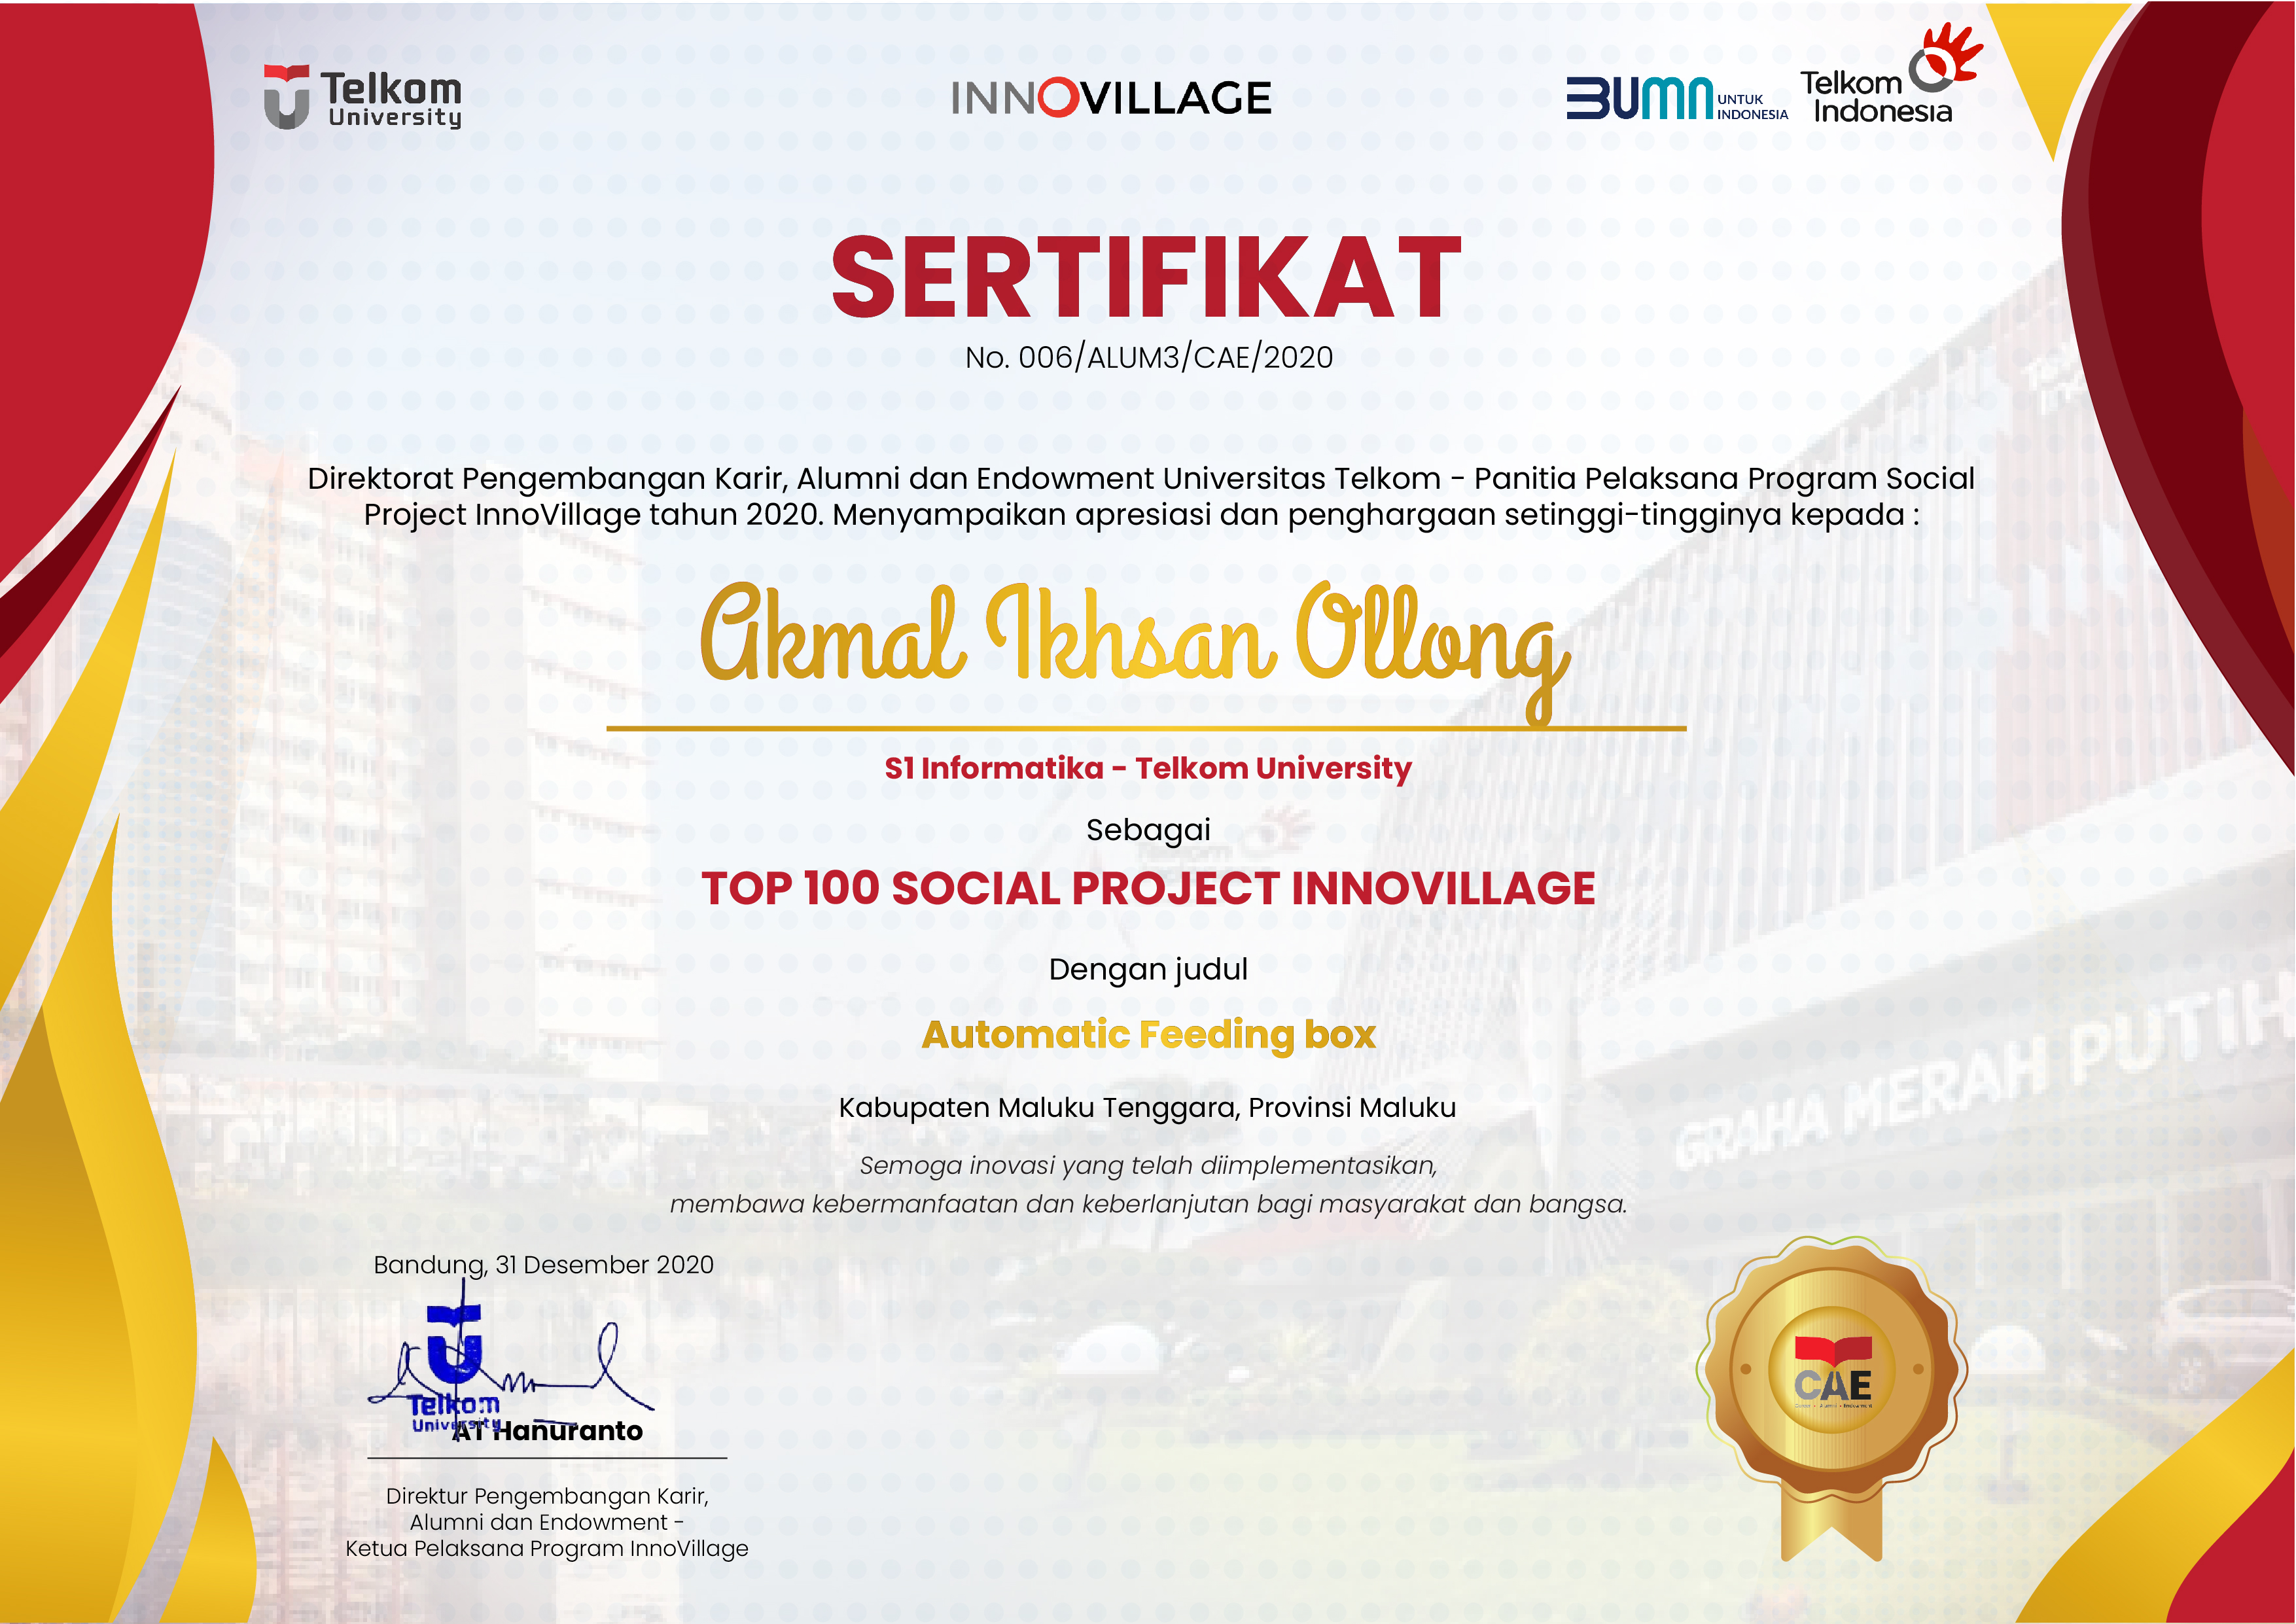 Telkom
University
INNOVILLAGE
BUMN UNTUK
INDONESIA
Telkom
Indonesia
SERTIFIKAT
No. 006/ALUM3/CAE/2020
Direktorat Pengembangan Karir, Alumni dan Endowment Universitas Telkom - Panitia Pelaksana Program Social
Project InnoVillage tahun 2020. Menyampaikan apresiasi dan penghargaan setinggi-tingginya kepada :
Akmal Ikhsan Ollong
S1 Informatika - Telkom University
Sebagai
TOP 100 SOCIAL PROJECT INNOVILLAGE
Dengan judul
Automatic Feeding box
Kabupaten Maluku Tenggara, Provinsi Maluku
GRAHA MERAH PUTIH
Semoga inovasi yang telah diimplementasikan,
membawa kebermanfaatan dan keberlanjutan bagi masyarakat dan bangsa.
Bandung, 31 Desember 2020
Telkom
University
AT Hanuranto
Direktur Pengembangan Karir,
Alumni dan Endowment -
Ketua Pelaksana Program InnoVillage
CAE